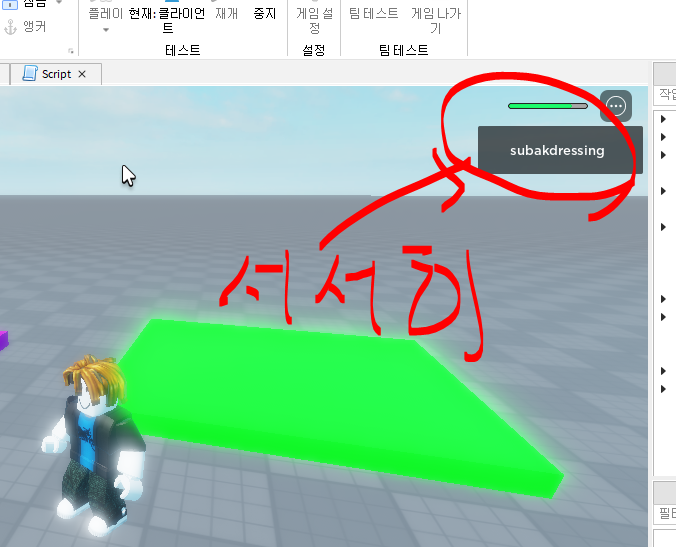 플레이
현재: 클라이언트
재개
중지
게임 설정
팀 테스트
게임 나가기
앵커
테스트
설정
팀 테스트
Script
subakdressing
서서히